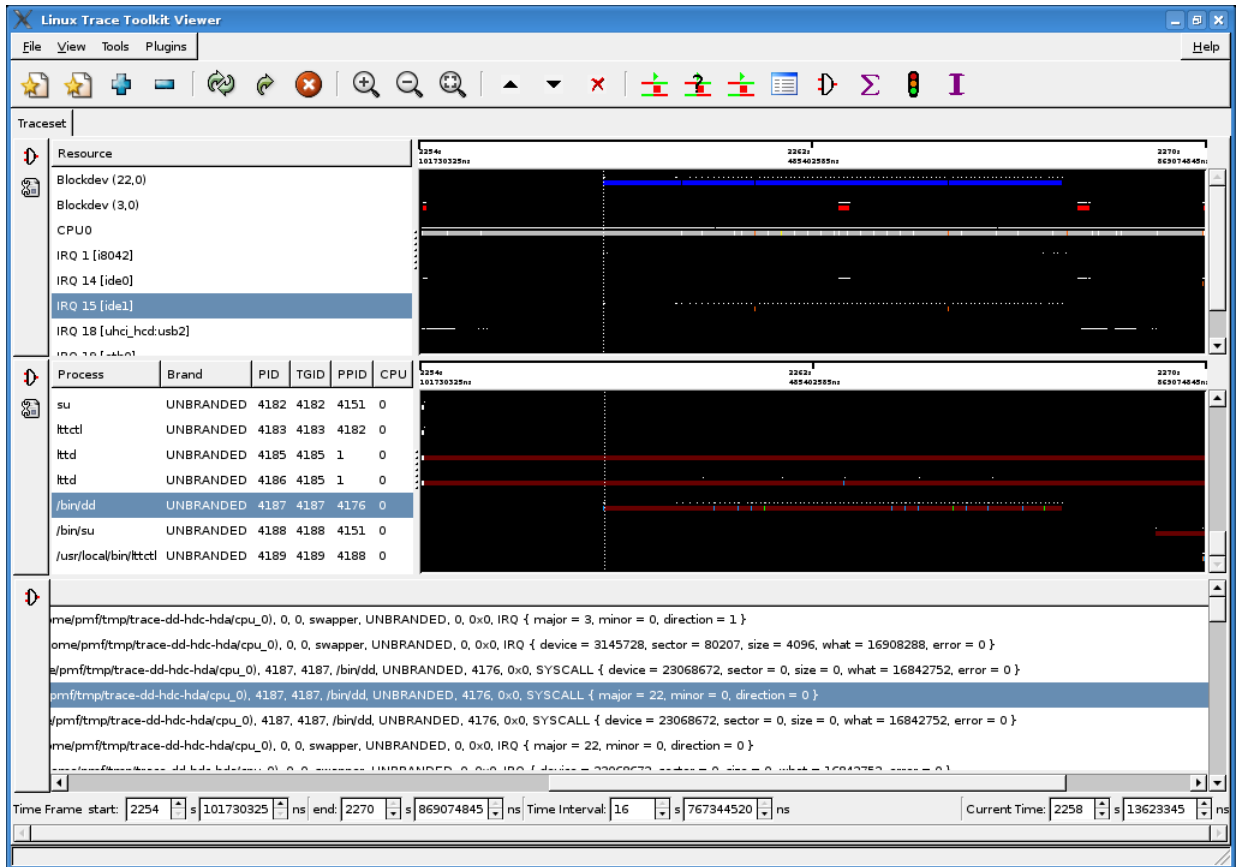 Linux Trace Toolkit Viewer
File View Tools Plugins Help
Traceset
Resource
2254s 2262s 2270s
101730325ns 485402585ns 869074845ns
Blockdev (22,0)
Blockdev (3,0)
CPU0
IRQ 1 [i8042]
IRQ 14 [ide0]
IRQ 15 [ide1]
IRQ 18 [uhci_hcd:usb2]
Process Brand PID TGID PPID CPU
2254s 2262s 2270s
101730325ns 485402585ns 869074845ns
su UNBRANDED 4182 4182 4151 0
lttctl UNBRANDED 4183 4183 4182 0
lttd UNBRANDED 4185 4185 1 0
lttd UNBRANDED 4186 4185 1 0
/bin/dd UNBRANDED 4187 4187 4176 0
/bin/su UNBRANDED 4188 4188 4151 0
/usr/local/bin/lttctl UNBRANDED 4189 4189 4188 0
ome/pmf/tmp/trace-dd-hdc-hda/cpu_0), 0, 0, swapper, UNBRANDED, 0, 0x0, IRQ { major = 3, minor = 0, direction = 1 }
ome/pmf/tmp/trace-dd-hdc-hda/cpu_0), 0, 0, swapper, UNBRANDED, 0, 0x0, IRQ { device = 3145728, sector = 80207, size = 4096, what = 16908288, error = 0 }
e/pmf/tmp/trace-dd-hdc-hda/cpu_0), 4187, 4187, /bin/dd, UNBRANDED, 4176, 0x0, SYSCALL { device = 23068672, sector = 0, size = 0, what = 16842752, error = 0 }
pmf/tmp/trace-dd-hdc-hda/cpu_0), 4187, 4187, /bin/dd, UNBRANDED, 4176, 0x0, SYSCALL { major = 22, minor = 0, direction = 0 }
/pmf/tmp/trace-dd-hdc-hda/cpu_0), 4187, 4187, /bin/dd, UNBRANDED, 4176, 0x0, SYSCALL { device = 23068672, sector = 0, size = 0, what = 16842752, error = 0 }
ome/pmf/tmp/trace-dd-hdc-hda/cpu_0), 0, 0, swapper, UNBRANDED, 0, 0x0, IRQ { major = 22, minor = 0, direction = 0 }
Time Frame start: 2254 s 101730325 ns end: 2270 s 869074845 ns Time Interval: 16 s 767344520 ns Current Time: 2258 s 13623345 ns